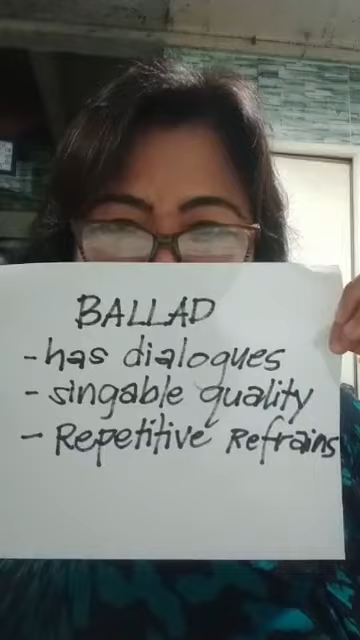 BALLAD
- has dialogues
- singable quality
- Repetitive Refrains